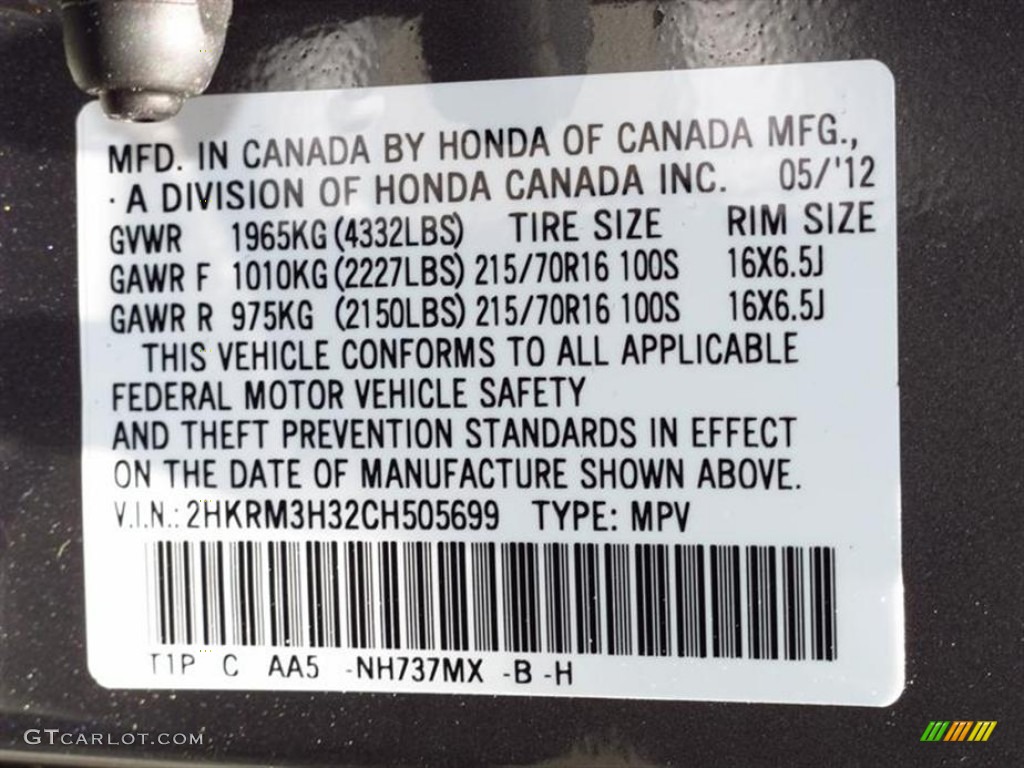 MFD. IN CANADA BY HONDA OF CANADA MFG.,
· A DIVISION OF HONDA CANADA INC. 05/'12
GVWR 1965KG (4332LBS) TIRE SIZE RIM SIZE
GAWR F 1010KG (2227LBS) 215/70R16 100S 16X6.5J
GAWR R 975KG (2150LBS) 215/70R16 100S 16X6.5J
THIS VEHICLE CONFORMS TO ALL APPLICABLE
FEDERAL MOTOR VEHICLE SAFETY
AND THEFT PREVENTION STANDARDS IN EFFECT
ON THE DATE OF MANUFACTURE SHOWN ABOVE.
V.I.N.: 2HKRM3H32CH505699 TYPE: MPV
T1P C AA5 -NH737MX -B -H
GTCARLOT.COM